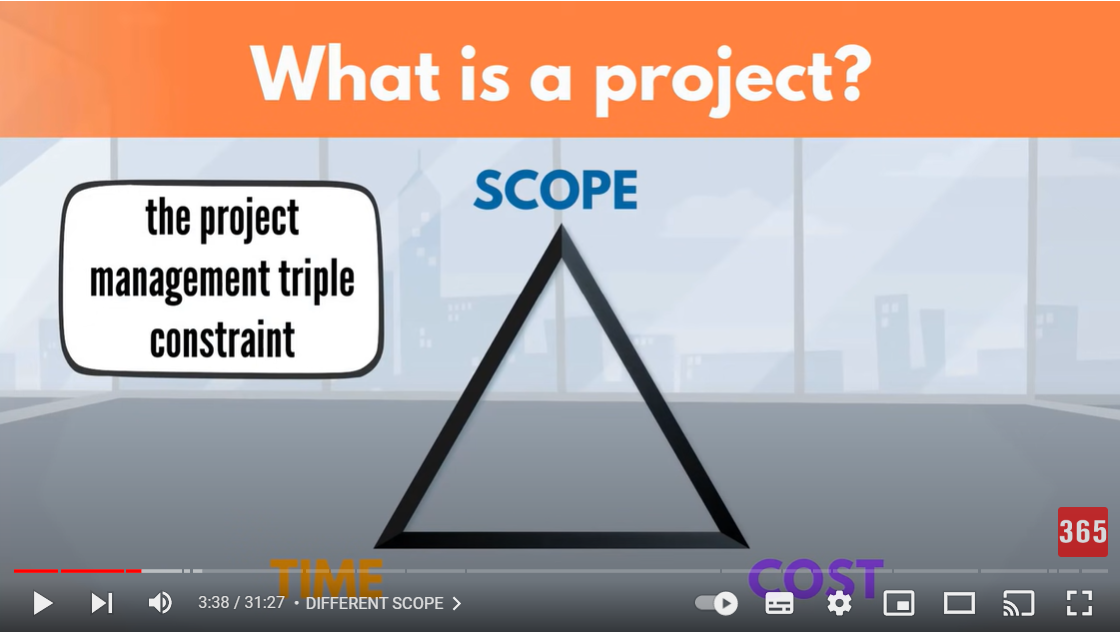 What is a project?
SCOPE
the project
management triple
constraint
365
TIME
COST
3:38 / 31:27 • DIFFERENT SCOPE